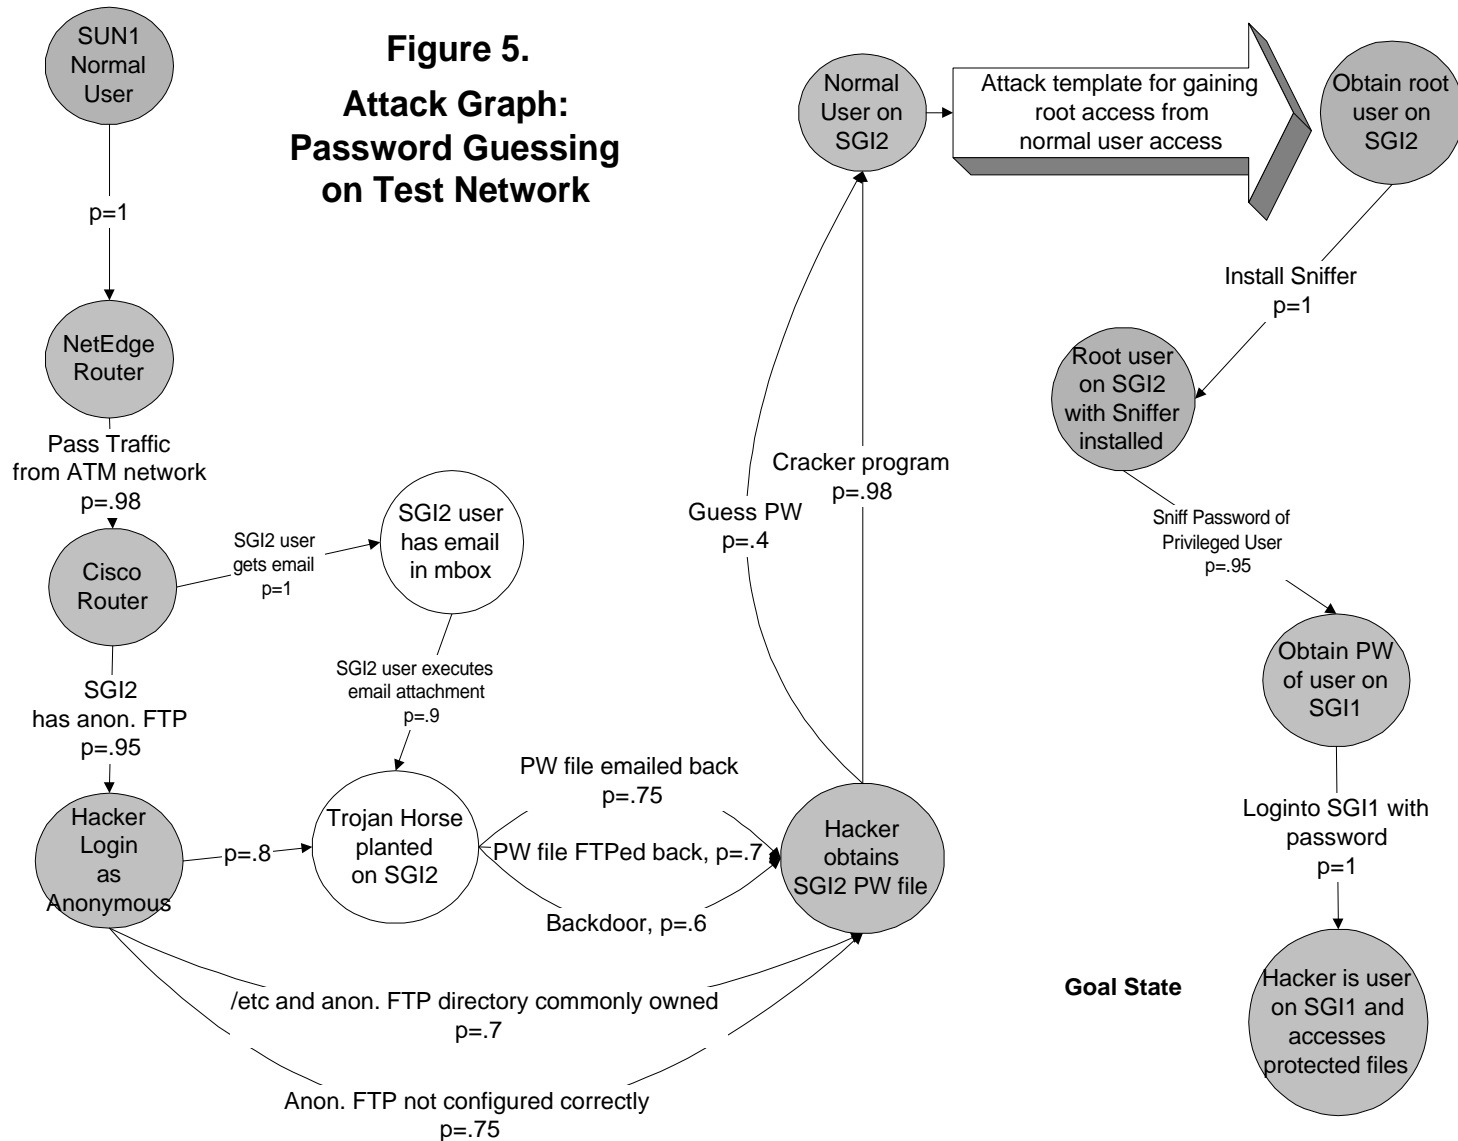 Figure 5.
Attack Graph:
Password Guessing
on Test Network
SUN1
Normal
User
p=1
NetEdge
Router
Pass Traffic
from ATM network
p=.98
Cisco
Router
SGI2 user
gets email
p=1
SGI2 user
has email
in mbox
SGI2 user executes
email attachment
p=.9
SGI2
has anon. FTP
p=.95
Hacker
Login
as
Anonymous
p=.8
Trojan Horse
planted
on SGI2
PW file emailed back
p=.75
PW file FTPed back, p=.7
Backdoor, p=.6
/etc and anon. FTP directory commonly owned
p=.7
Anon. FTP not configured correctly
p=.75
Hacker
obtains
SGI2 PW file
Guess PW
p=.4
Cracker program
p=.98
Normal
User on
SGI2
Attack template for gaining
root access from
normal user access
Obtain root
user on
SGI2
Install Sniffer
p=1
Root user
on SGI2
with Sniffer
installed
Sniff Password of
Privileged User
p=.95
Obtain PW
of user on
SGI1
Loginto SGI1 with
password
p=1
Goal State
Hacker is user
on SGI1 and
accesses
protected files